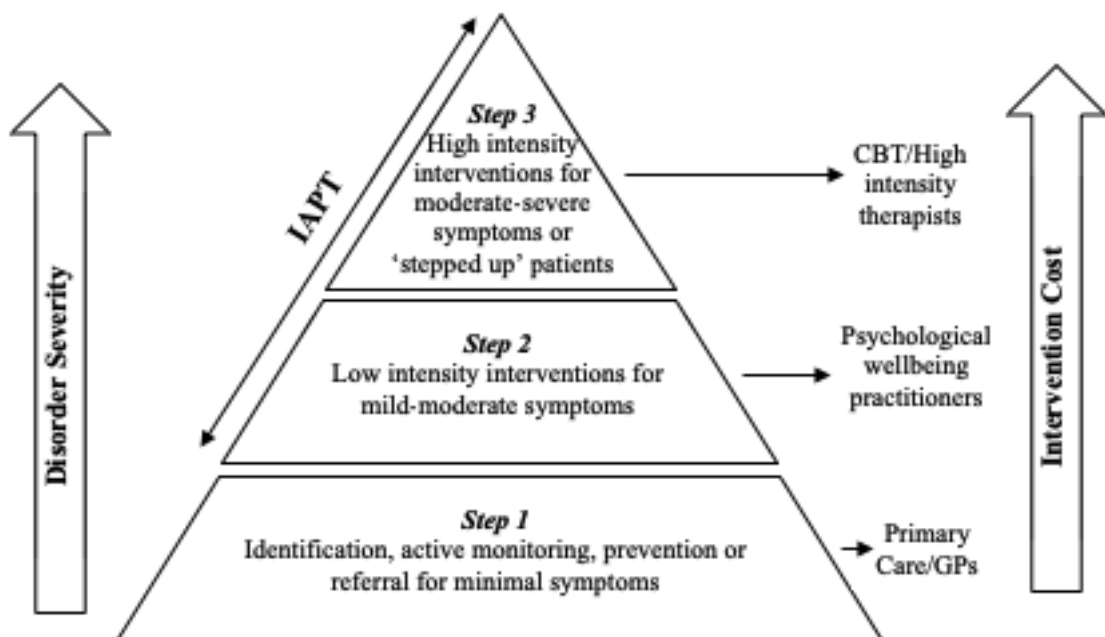 Disorder Severity
IAPT
Step 3
High intensity
interventions for
moderate-severe
symptoms or
‘stepped up’ patients
CBT/High
intensity
therapists
Step 2
Low intensity interventions for
mild-moderate symptoms
Psychological
wellbeing
practitioners
Step 1
Identification, active monitoring, prevention or
referral for minimal symptoms
Primary
Care/GPs
Intervention Cost